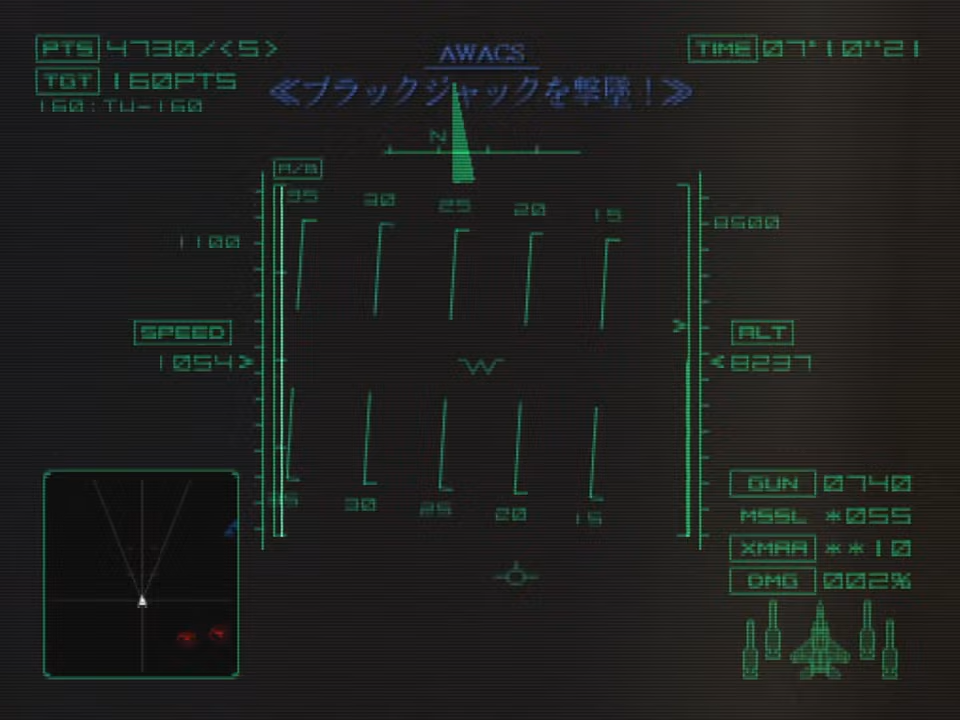 PTS 4730/<5>
AWACS
TIME 07"10"21
TGT 160PTS
≪ブラックジャックを撃墜！≫
160:TU-160
N
A/B
35 30 25 20 15
1100
8500
SPEED
ALT
1054>
<8237
35 30 25 20 15
GUN 0740
MSSL *055
XMAA **10
DMG 002%